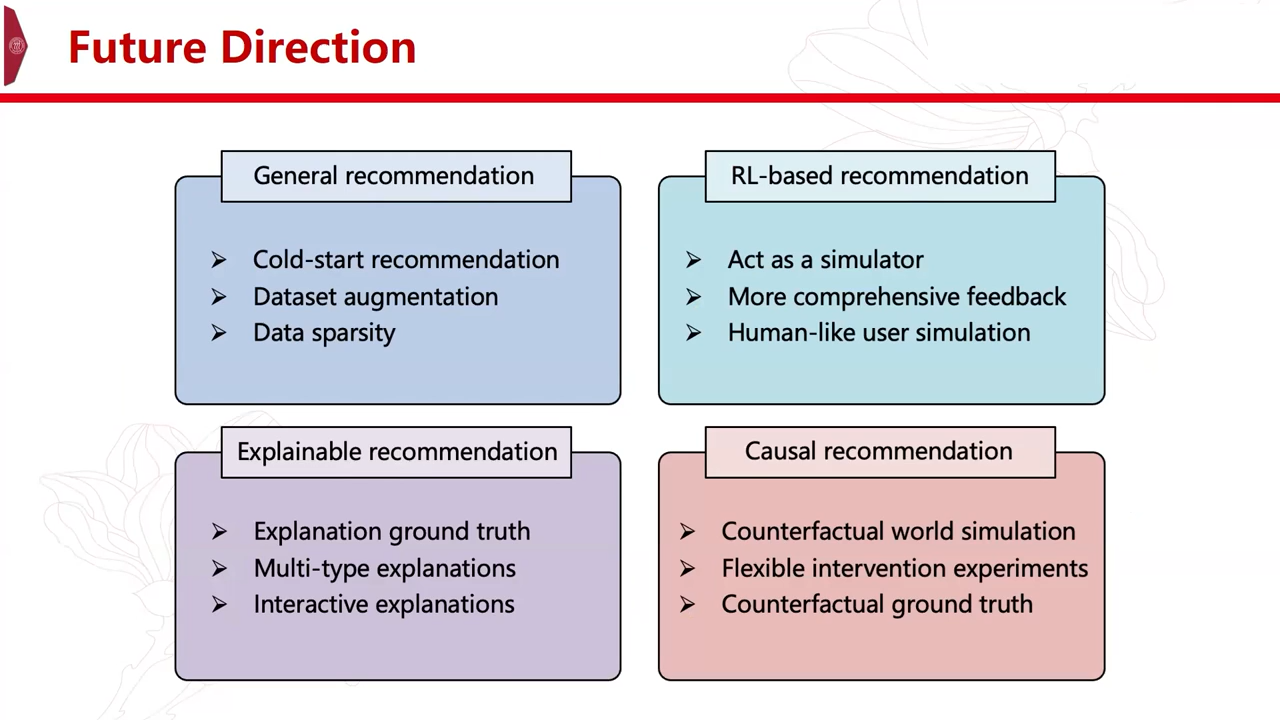 Future Direction
General recommendation
Cold-start recommendation
Dataset augmentation
Data sparsity
RL-based recommendation
Act as a simulator
More comprehensive feedback
Human-like user simulation
Explainable recommendation
Explanation ground truth
Multi-type explanations
Interactive explanations
Causal recommendation
Counterfactual world simulation
Flexible intervention experiments
Counterfactual ground truth